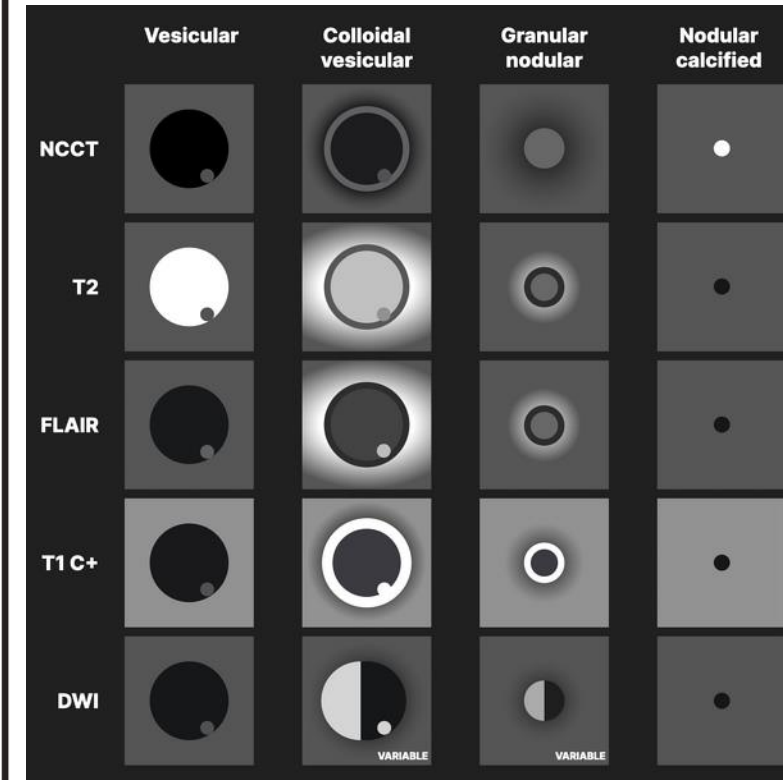 Vesicular
Colloidal
vesicular
Granular
nodular
Nodular
calcified
NCCT
T2
FLAIR
T1 C+
DWI
VARIABLE
VARIABLE